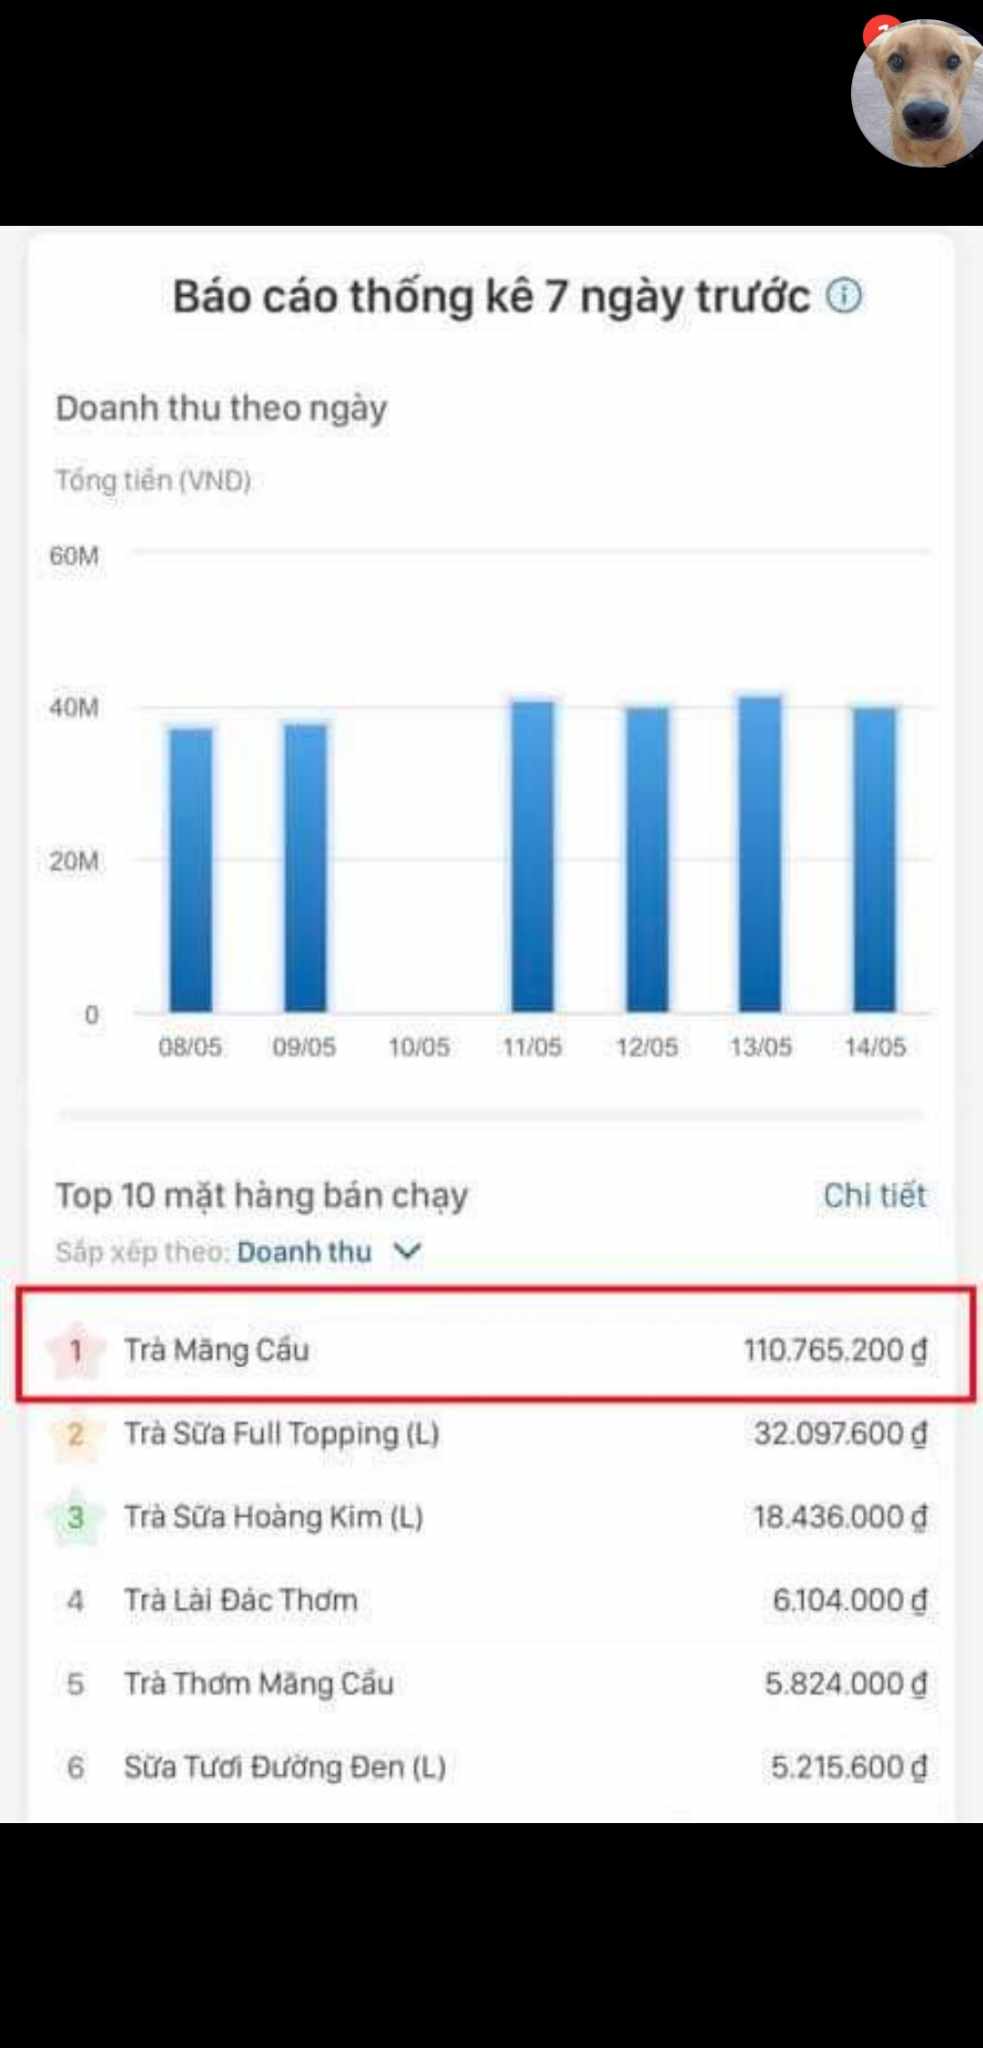 Báo cáo thống kê 7 ngày trước
Doanh thu theo ngày
Tổng tiền (VND)
60M
40M
20M
0
08/05 09/05 10/05 11/05 12/05 13/05 14/05
Top 10 mặt hàng bán chạy Chi tiết
Sắp xếp theo: Doanh thu
1 Trà Mãng Cầu 110.765.200 đ
2 Trà Sữa Full Topping (L) 32.097.600 đ
3 Trà Sữa Hoàng Kim (L) 18.436.000 đ
4 Trà Lài Đác Thơm 6.104.000 đ
5 Trà Thơm Mãng Cầu 5.824.000 đ
6 Sữa Tươi Đường Đen (L) 5.215.600 đ